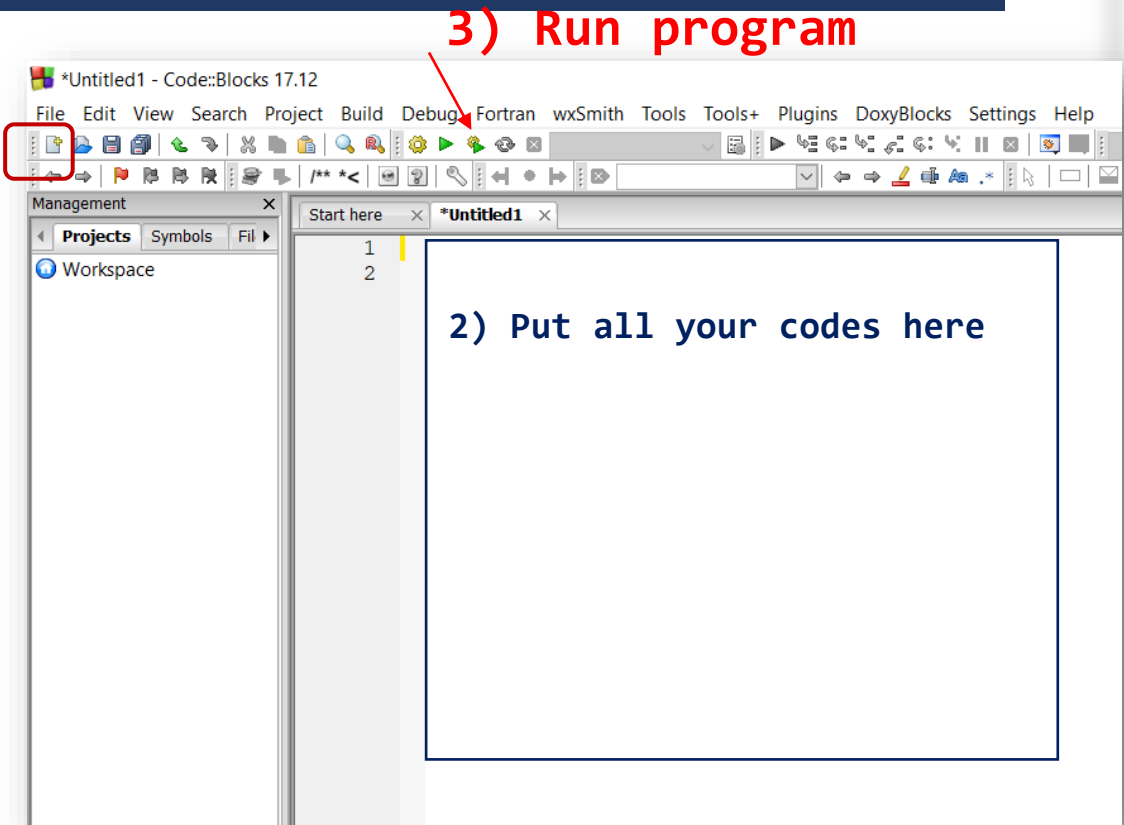 3) Run program
*Untitled1 - Code::Blocks 17.12
File Edit View Search Project Build Debug Fortran wxSmith Tools Tools+ Plugins DoxyBlocks Settings Help
/** *<
Management
Start here *Untitled1
Projects Symbols Fil
Workspace
1
2
2) Put all your codes here